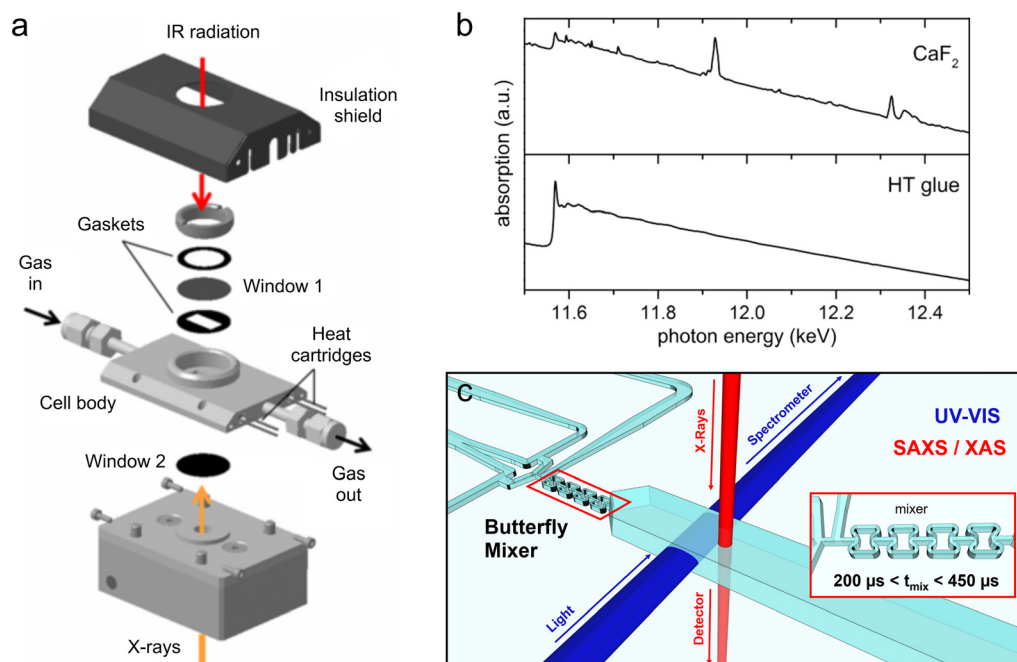 a
IR radiation
Insulation
shield
Gaskets
Gas
in
Window 1
Heat
cartridges
Cell body
Window 2
Gas
out
X-rays
b
CaF₂
HT glue
absorption (a.u.)
11.6 11.8 12.0 12.2 12.4
photon energy (keV)
C
X-Rays
Spectrometer
UV-VIS
SAXS / XAS
Butterfly
Mixer
mixer
200 µs < tmix < 450 µs
Light
Detector